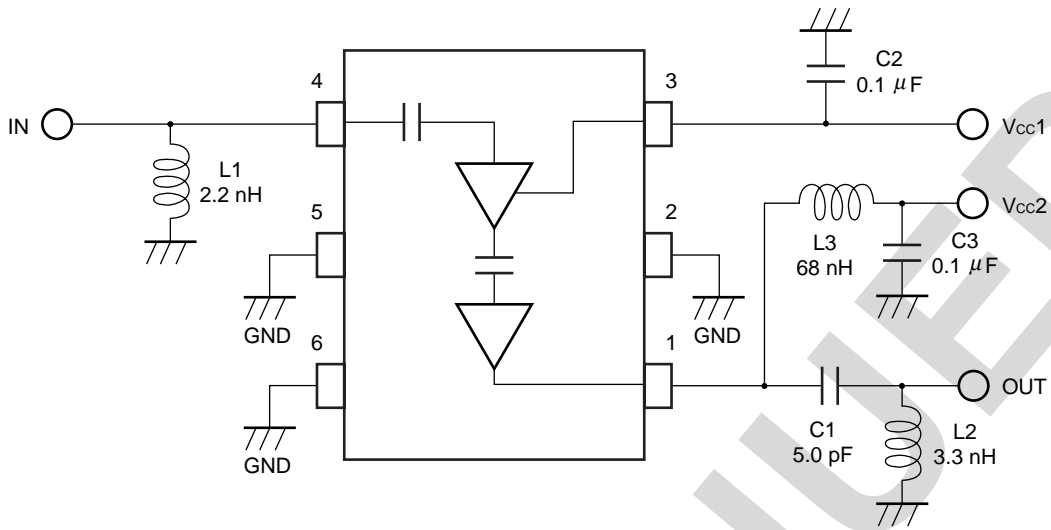 C2
0.1 μF
4
3
IN
VCC1
L1
2.2 nH
5
2
VCC2
L3
68 nH
C3
0.1 μF
GND
GND
6
1
OUT
GND
C1
5.0 pF
L2
3.3 nH
UED